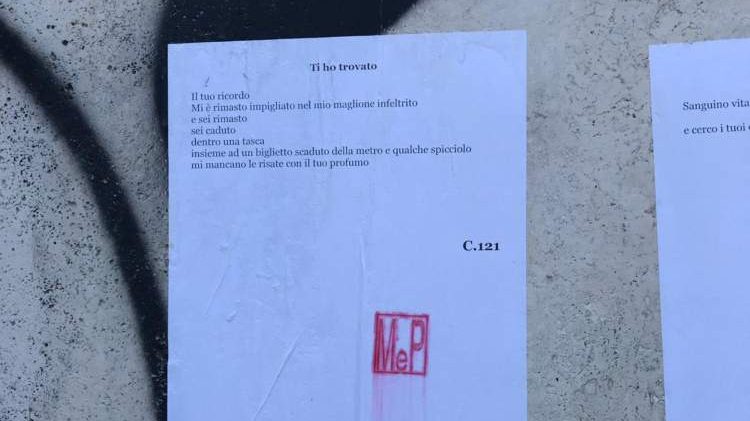 Ti ho trovato
Il tuo ricordo
Mi è rimasto impigliato nel mio maglione infeltrito
e sei rimasto
sei caduto
dentro una tasca
insieme ad un biglietto scaduto della metro e qualche spicciolo
mi mancano le risate con il tuo profumo
C.121
MeP
Sanguino vita
e cerco i tuoi